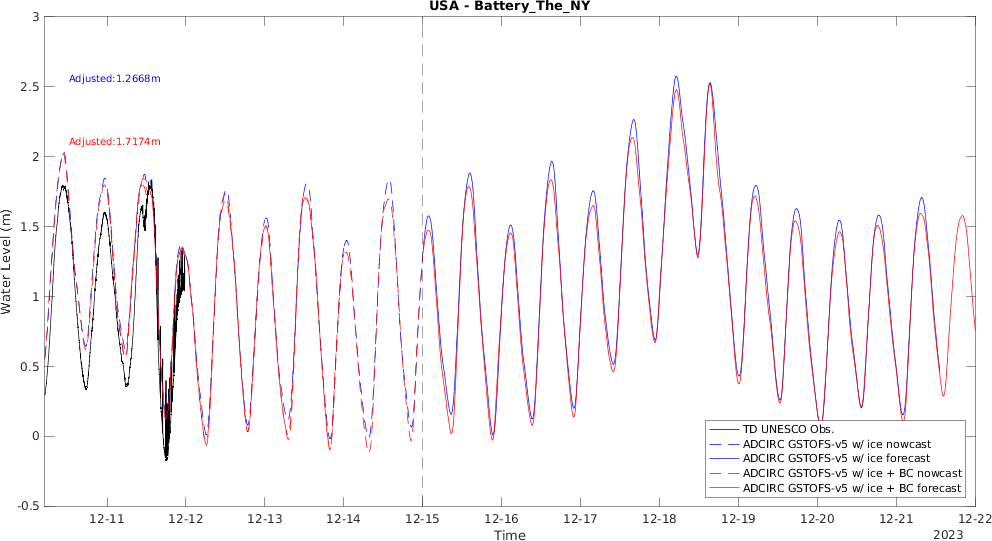 USA - Battery_The_NY
3
2.5
2
1.5
1
0.5
0
-0.5
Water Level (m)
Adjusted:1.2668m
Adjusted:1.7174m
TD UNESCO Obs.
ADCIRC GSTOFS-v5 w/ ice nowcast
ADCIRC GSTOFS-v5 w/ ice forecast
ADCIRC GSTOFS-v5 w/ ice + BC nowcast
ADCIRC GSTOFS-v5 w/ ice + BC forecast
12-11 12-12 12-13 12-14 12-15 12-16 12-17 12-18 12-19 12-20 12-21 12-22
Time
2023